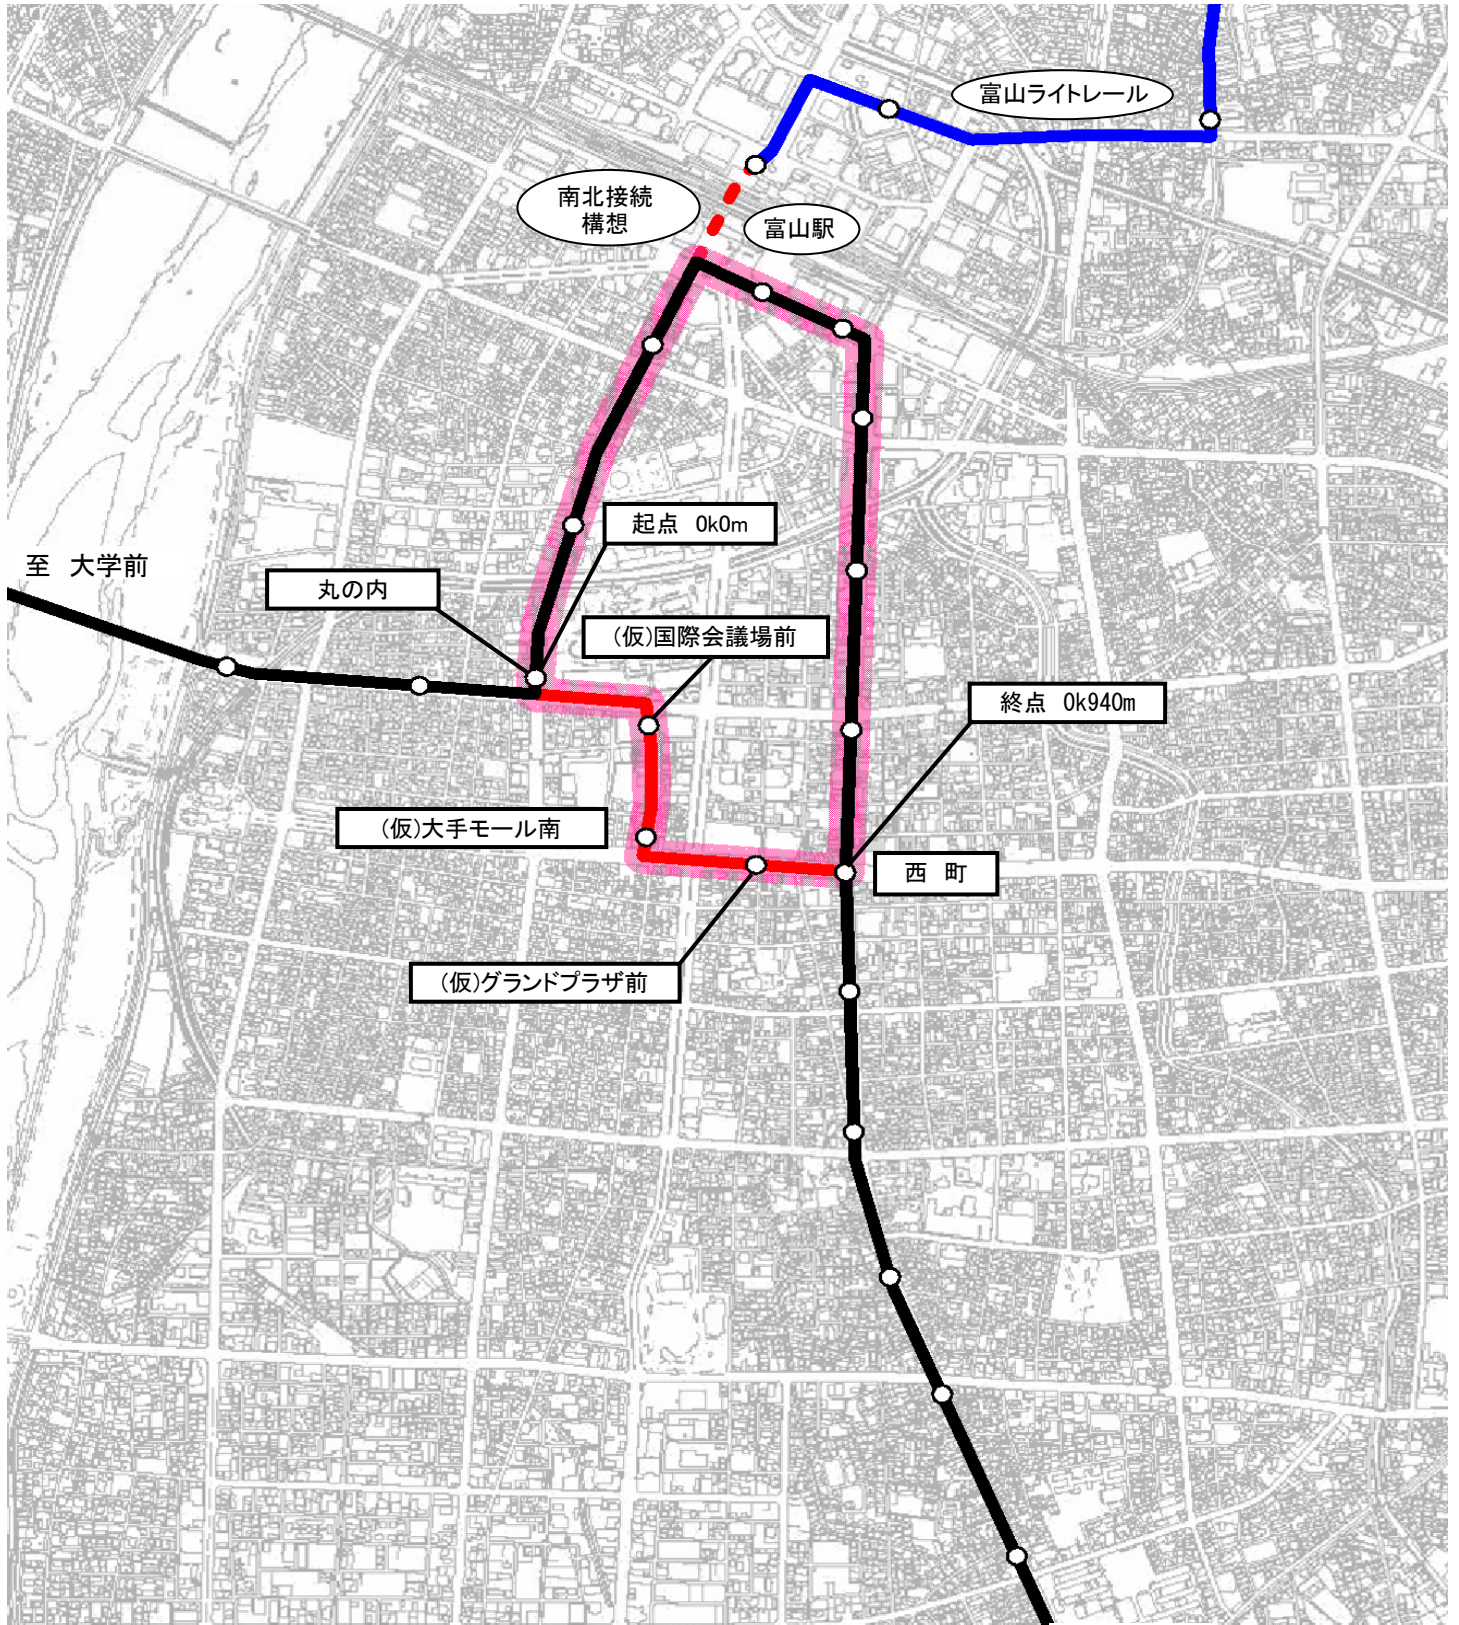 富山ライトレール
南北接続
構想
富山駅
起点 0k0m
至 大学前
丸の内
(仮)国際会議場前
終点 0k940m
(仮)大手モール南
西 町
(仮)グランドプラザ前